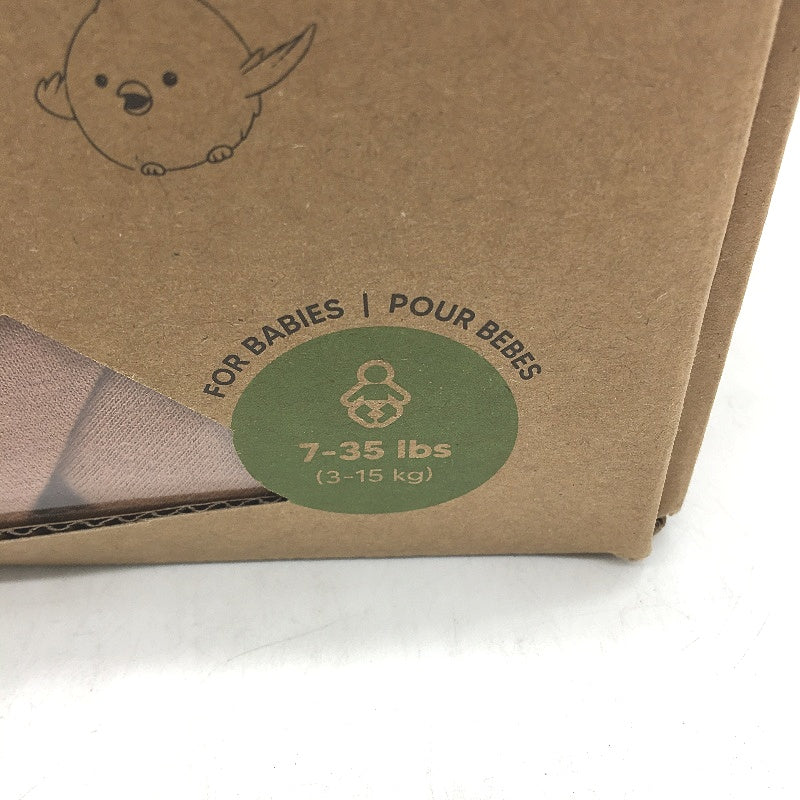 FOR BABIES | POUR BEBES
7-35 lbs
(3-15 kg)